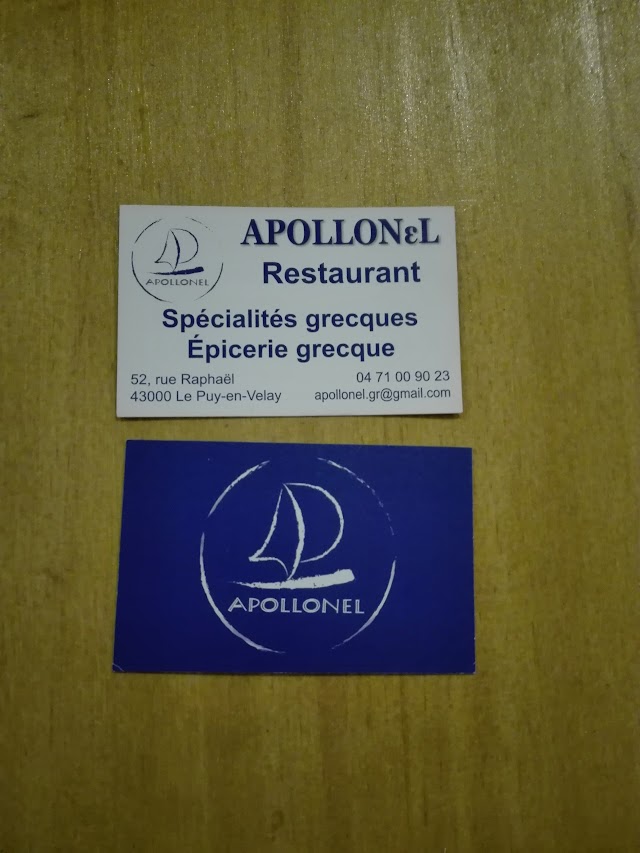 APOLLONεL
APOLLONEL
Restaurant
Spécialités grecques
Épicerie grecque
52, rue Raphaël
04 71 00 90 23
43000 Le Puy-en-Velay
apollonel.gr@gmail.com
APOLLONEL